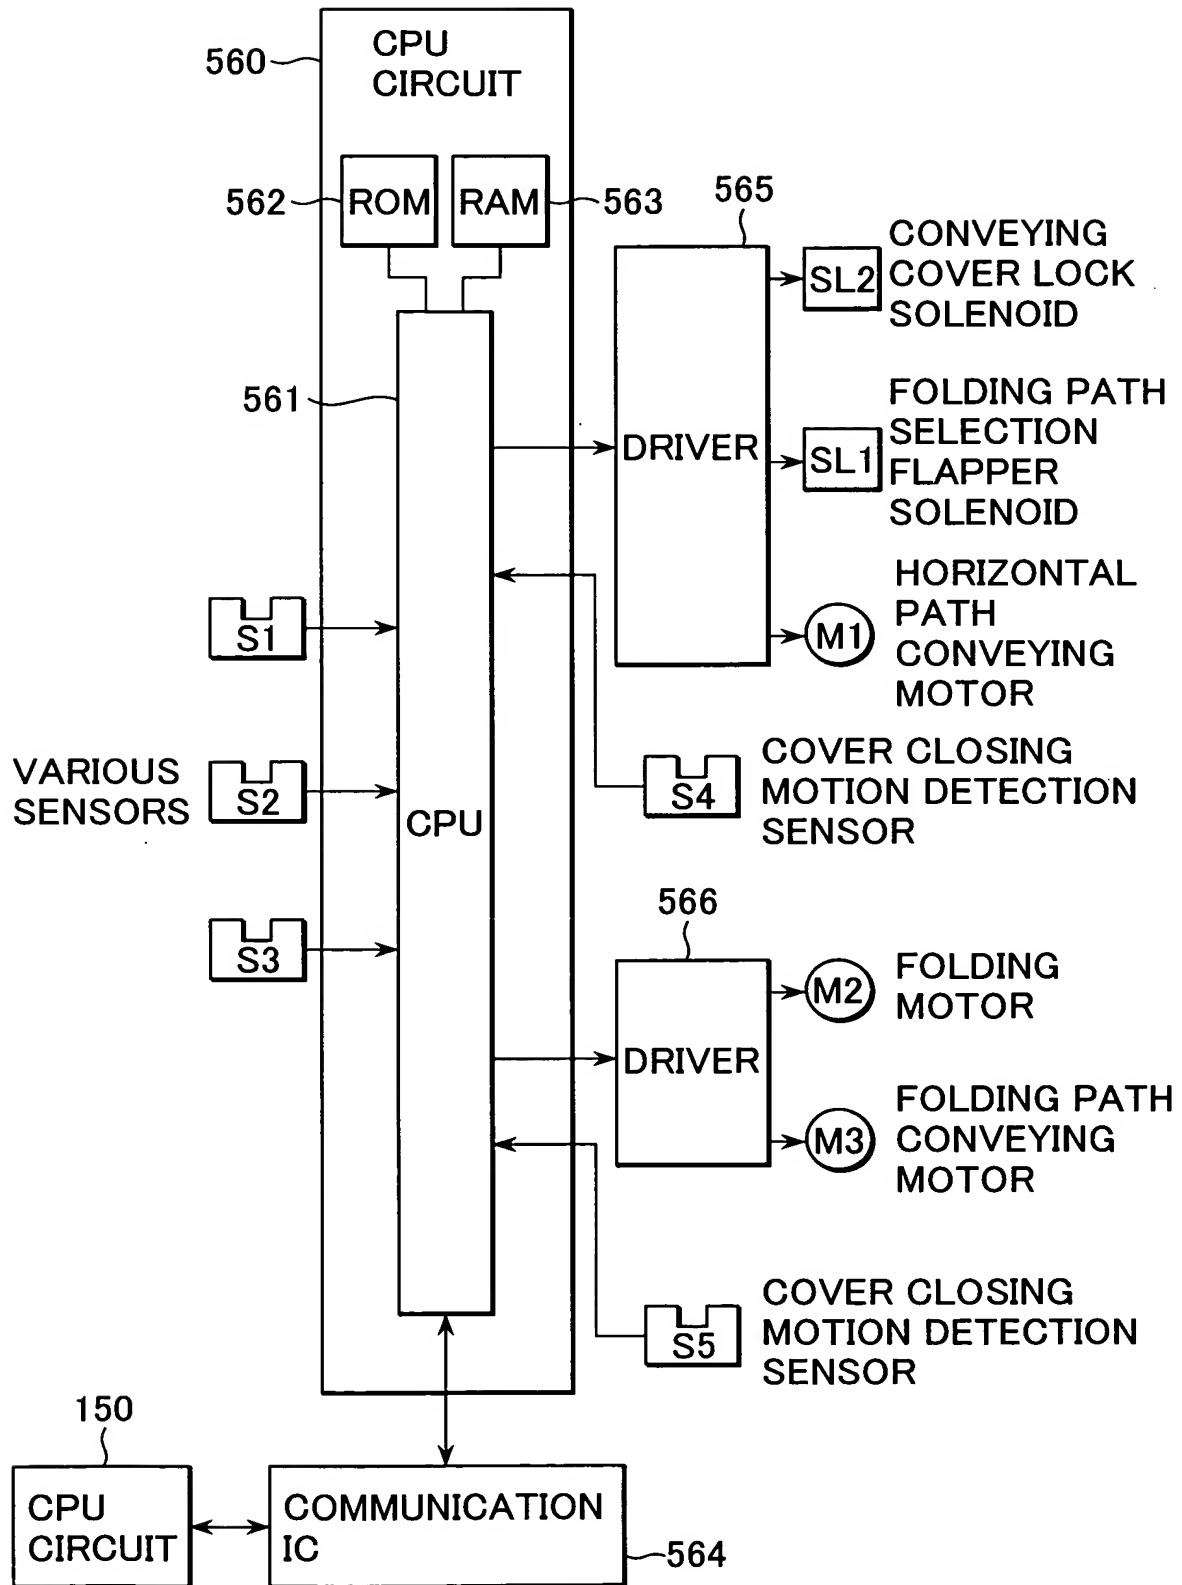 CPU
CIRCUIT
560
ROM
RAM
562
563
565
CONVEYING
COVER LOCK
SOLENOID
SL2
561
FOLDING PATH
SELECTION
FLAPPER
SOLENOID
DRIVER
SL1
HORIZONTAL
PATH
CONVEYING
MOTOR
M1
S1
VARIOUS
SENSORS
S2
CPU
S4
COVER CLOSING
MOTION DETECTION
SENSOR
566
S3
M2
FOLDING
MOTOR
DRIVER
M3
FOLDING PATH
CONVEYING
MOTOR
S5
COVER CLOSING
MOTION DETECTION
SENSOR
150
CPU
CIRCUIT
COMMUNICATION
IC
564